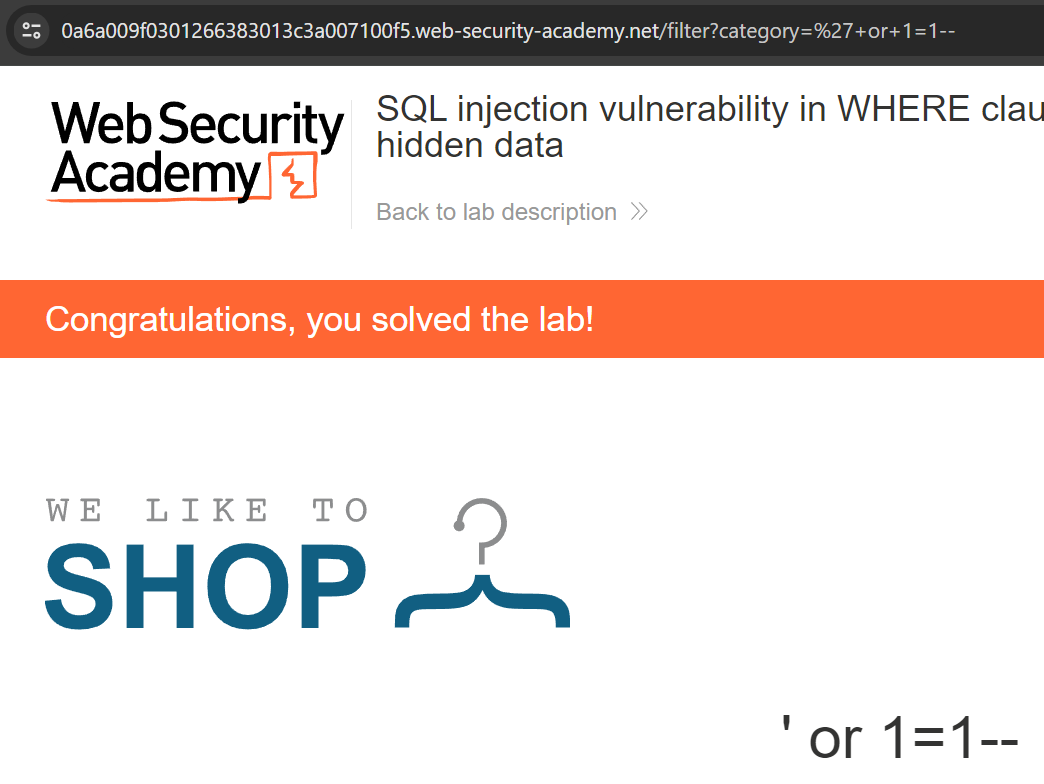 0a6a009f0301266383013c3a007100f5.web-security-academy.net/filter?category=%27+or+1=1--
Web Security
Academy
SQL injection vulnerability in WHERE clau
hidden data
Back to lab description
Congratulations, you solved the lab!
WE LIKE TO
SHOP
' or 1=1--